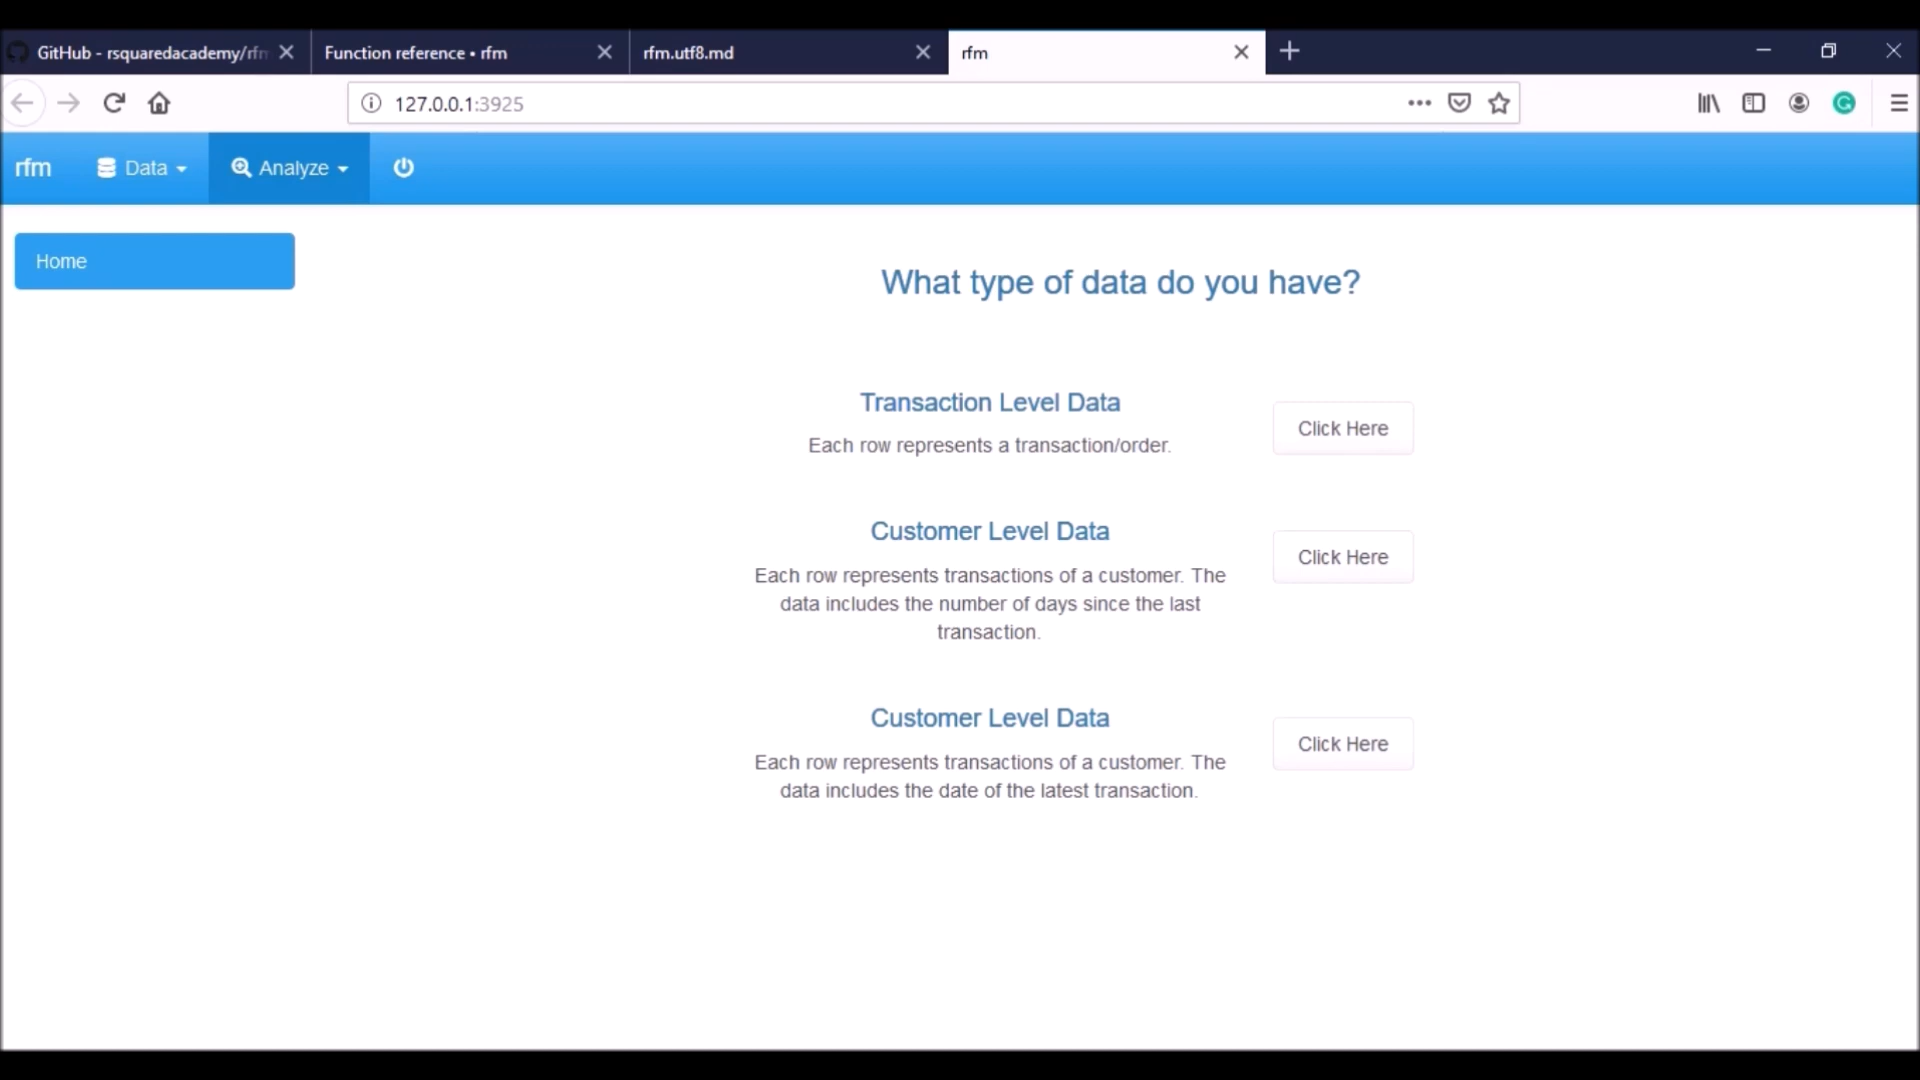 GitHub - rsquaredacademy/rfm
Function reference • rfm
rfm.utf8.md
rfm
127.0.0.1:3925
rfm
Data
Analyze
Home
What type of data do you have?
Transaction Level Data
Each row represents a transaction/order.
Click Here
Customer Level Data
Each row represents transactions of a customer. The
data includes the number of days since the last
transaction.
Click Here
Customer Level Data
Each row represents transactions of a customer. The
data includes the date of the latest transaction.
Click Here